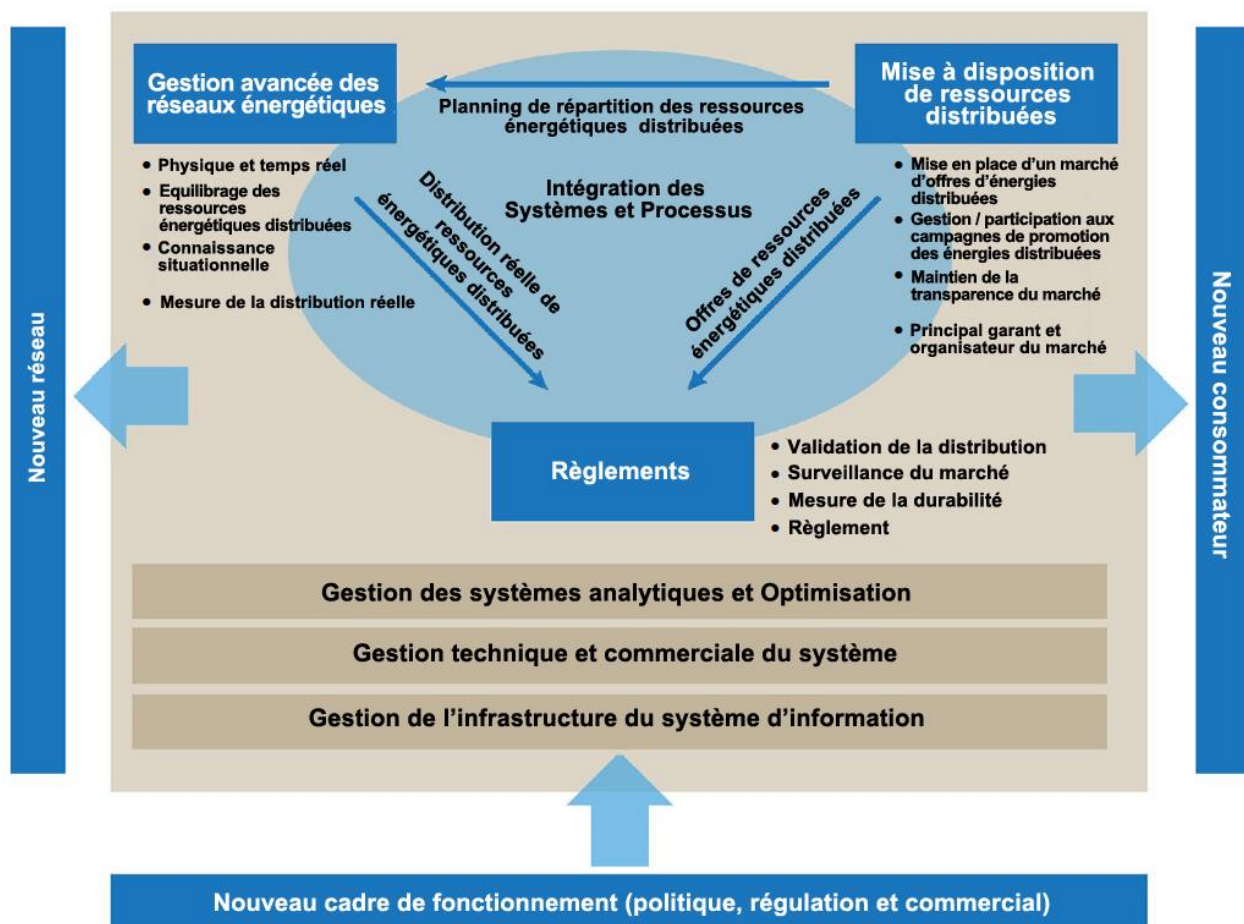 Nouveau réseau
Gestion avancée des
réseaux énergétiques
• Physique et temps réel
• Equilibrage des
ressources
énergétiques distribuées
• Connaissance
situationnelle
• Mesure de la distribution réelle
Planning de répartition des ressources
énergétiques distribuées
Intégration des
Systèmes et Processus
Distribution réelle de
ressources
énergétiques distribuées
Offres de ressources
énergétiques distribuées
Mise à disposition
de ressources
distribuées
• Mise en place d’un marché
d’offres d’énergies
distribuées
• Gestion / participation aux
campagnes de promotion
des énergies distribuées
• Maintien de la
transparence du marché
• Principal garant et
organisateur du marché
Nouveau consommateur
Règlements
• Validation de la distribution
• Surveillance du marché
• Mesure de la durabilité
• Règlement
Gestion des systèmes analytiques et Optimisation
Gestion technique et commerciale du système
Gestion de l’infrastructure du système d’information
Nouveau cadre de fonctionnement (politique, régulation et commercial)